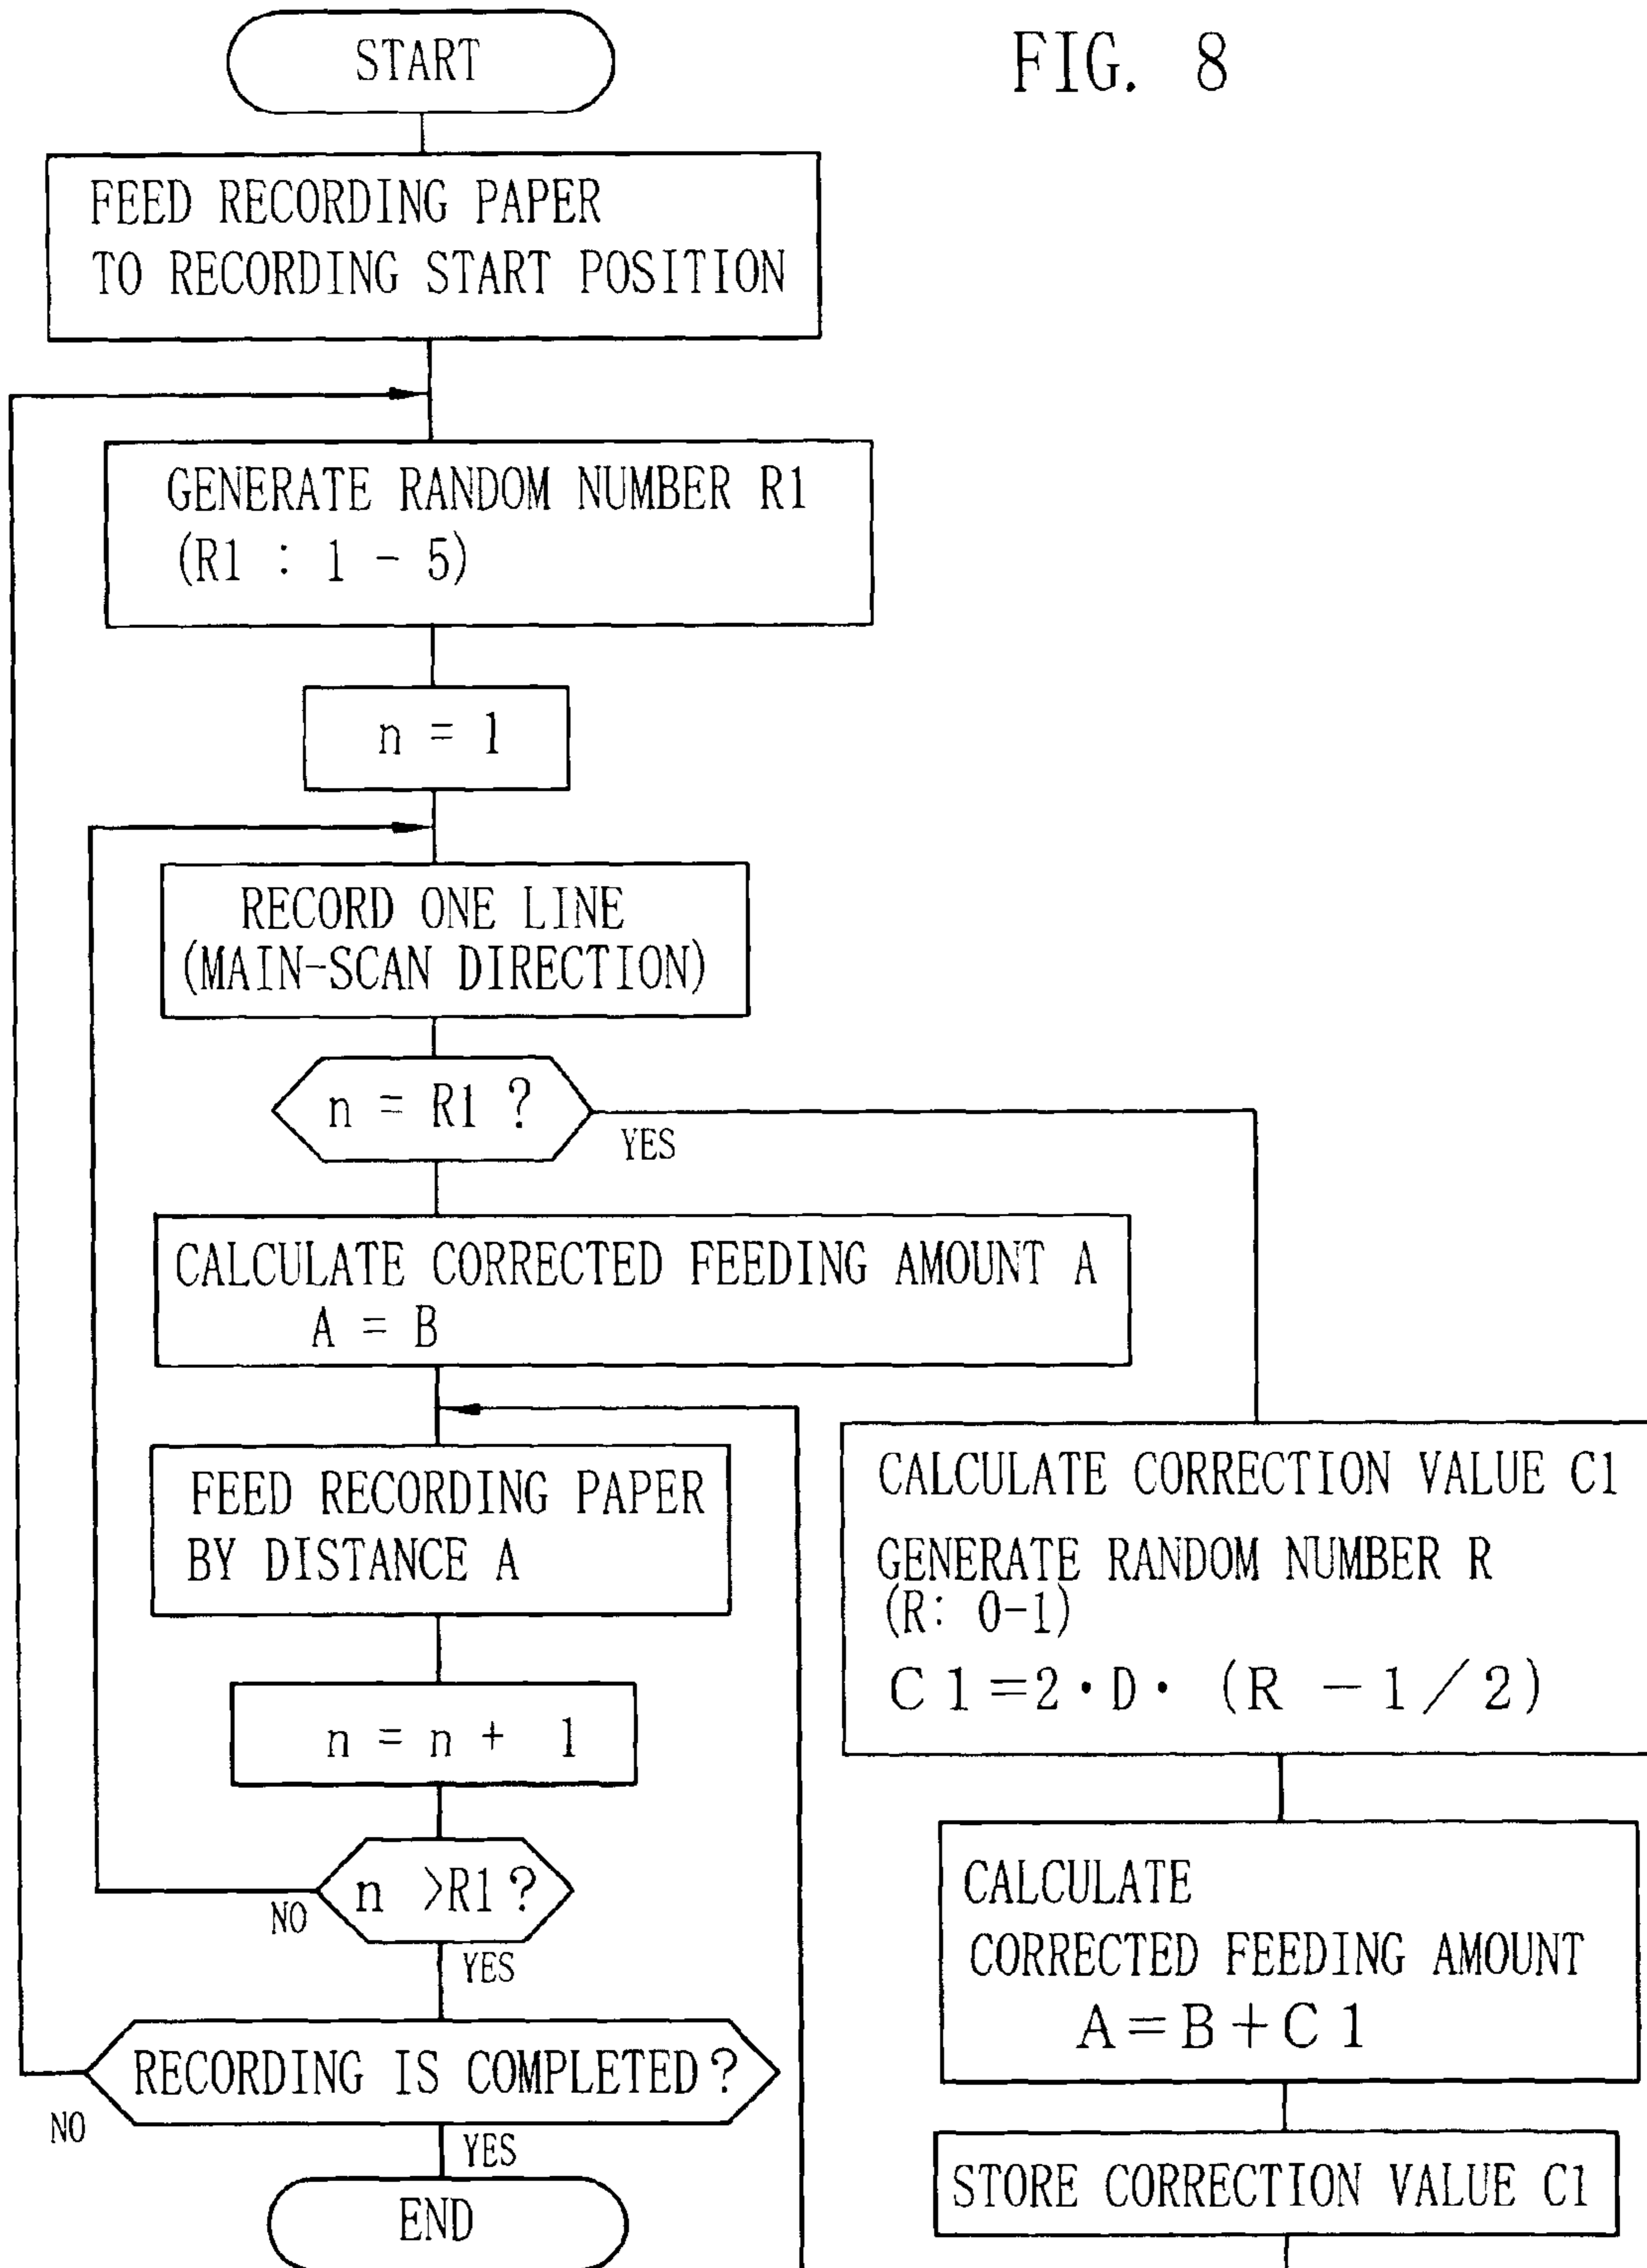 FIG. 8
START
FEED RECORDING PAPER
TO RECORDING START POSITION
GENERATE RANDOM NUMBER R1
(R1 : 1 - 5)
n = 1
RECORD ONE LINE
(MAIN-SCAN DIRECTION)
n = R1 ?
YES
CALCULATE CORRECTED FEEDING AMOUNT A
A = B
FEED RECORDING PAPER
BY DISTANCE A
n = n + 1
n >R1?
NO
YES
RECORDING IS COMPLETED?
NO
YES
END
CALCULATE CORRECTION VALUE C1
GENERATE RANDOM NUMBER R
(R: 0-1)
C1=2・D・(R -1/2)
CALCULATE
CORRECTED FEEDING AMOUNT
A=B+C1
STORE CORRECTION VALUE C1